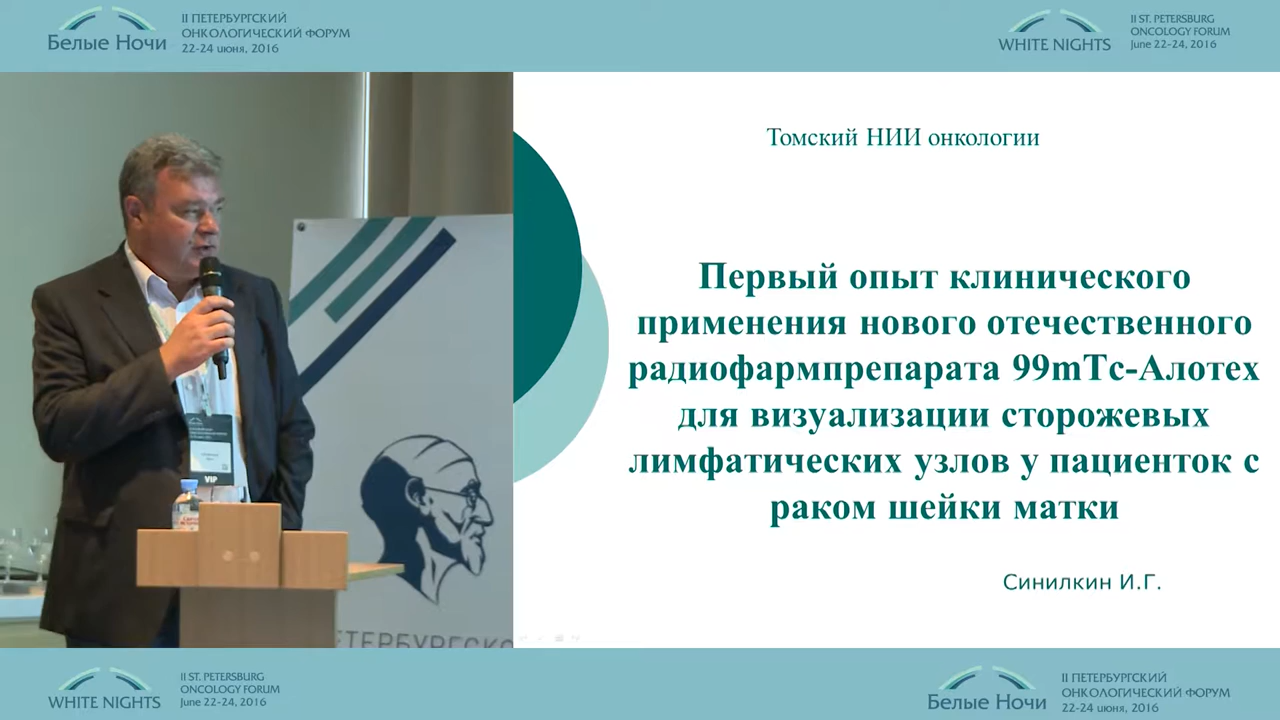 Белые Ночи
II ПЕТЕРБУРГСКИЙ
ОНКОЛОГИЧЕСКИЙ ФОРУМ
22-24 июня, 2016
WHITE NIGHTS
II ST. PETERSBURG
ONCOLOGY FORUM
June 22-24, 2016
Томский НИИ онкологии
Первый опыт клинического
применения нового отечественного
радиофармпрепарата 99mTc-Алотех
для визуализации сторожевых
лимфатических узлов у пациенток с
раком шейки матки
Синилкин И.Г.
VIP
ЕТЕРБУРГСКО
WHITE NIGHTS
II ST. PETERSBURG
ONCOLOGY FORUM
June 22-24, 2016
Белые Ночи
II ПЕТЕРБУРГСКИЙ
ОНКОЛОГИЧЕСКИЙ ФОРУМ
22-24 июня, 2016